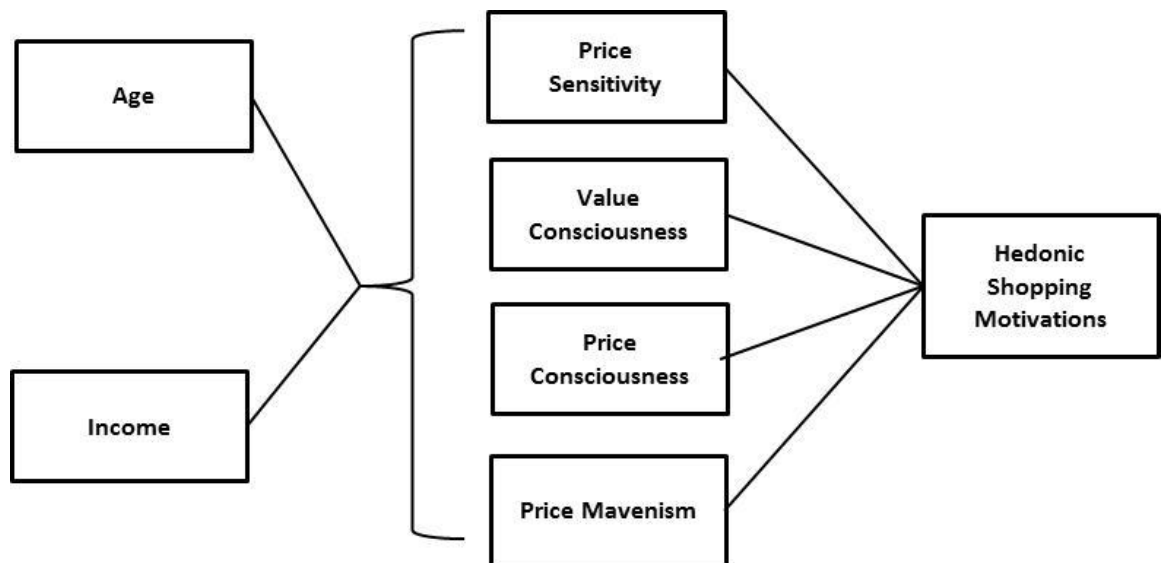 Age
Income
Price
Sensitivity
Value
Consciousness
Price
Consciousness
Price Mavenism
Hedonic
Shopping
Motivations